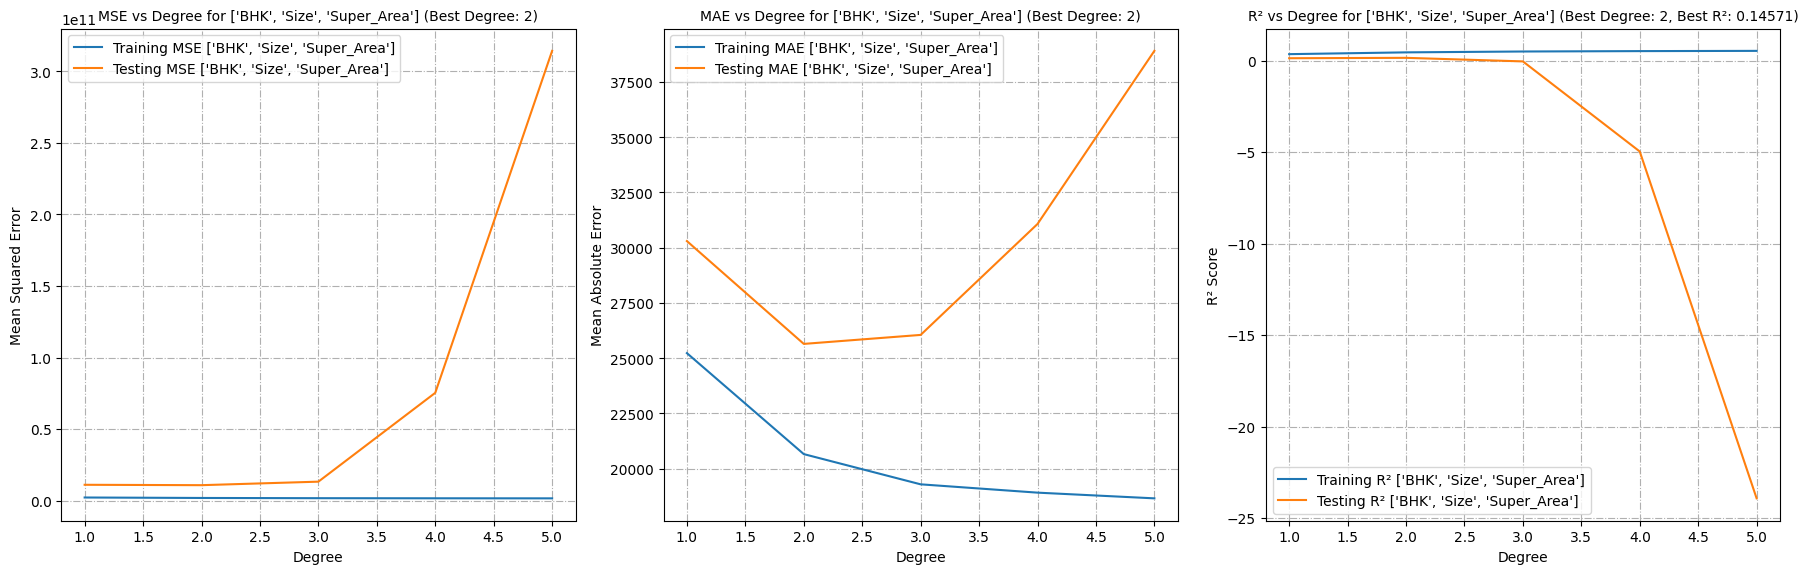 MSE vs Degree for ['BHK', 'Size', 'Super_Area'] (Best Degree: 2)
1e11
Training MSE ['BHK', 'Size', 'Super_Area']
Testing MSE ['BHK', 'Size', 'Super_Area']
Mean Squared Error
3.0
2.5
2.0
1.5
1.0
0.5
0.0
1.0 1.5 2.0 2.5 3.0 3.5 4.0 4.5 5.0
Degree
MAE vs Degree for ['BHK', 'Size', 'Super_Area'] (Best Degree: 2)
Training MAE ['BHK', 'Size', 'Super_Area']
Testing MAE ['BHK', 'Size', 'Super_Area']
Mean Absolute Error
37500
35000
32500
30000
27500
25000
22500
20000
1.0 1.5 2.0 2.5 3.0 3.5 4.0 4.5 5.0
Degree
R² vs Degree for ['BHK', 'Size', 'Super_Area'] (Best Degree: 2, Best R²: 0.14571)
R² Score
0
−5
−10
−15
−20
−25
Training R² ['BHK', 'Size', 'Super_Area']
Testing R² ['BHK', 'Size', 'Super_Area']
1.0 1.5 2.0 2.5 3.0 3.5 4.0 4.5 5.0
Degree